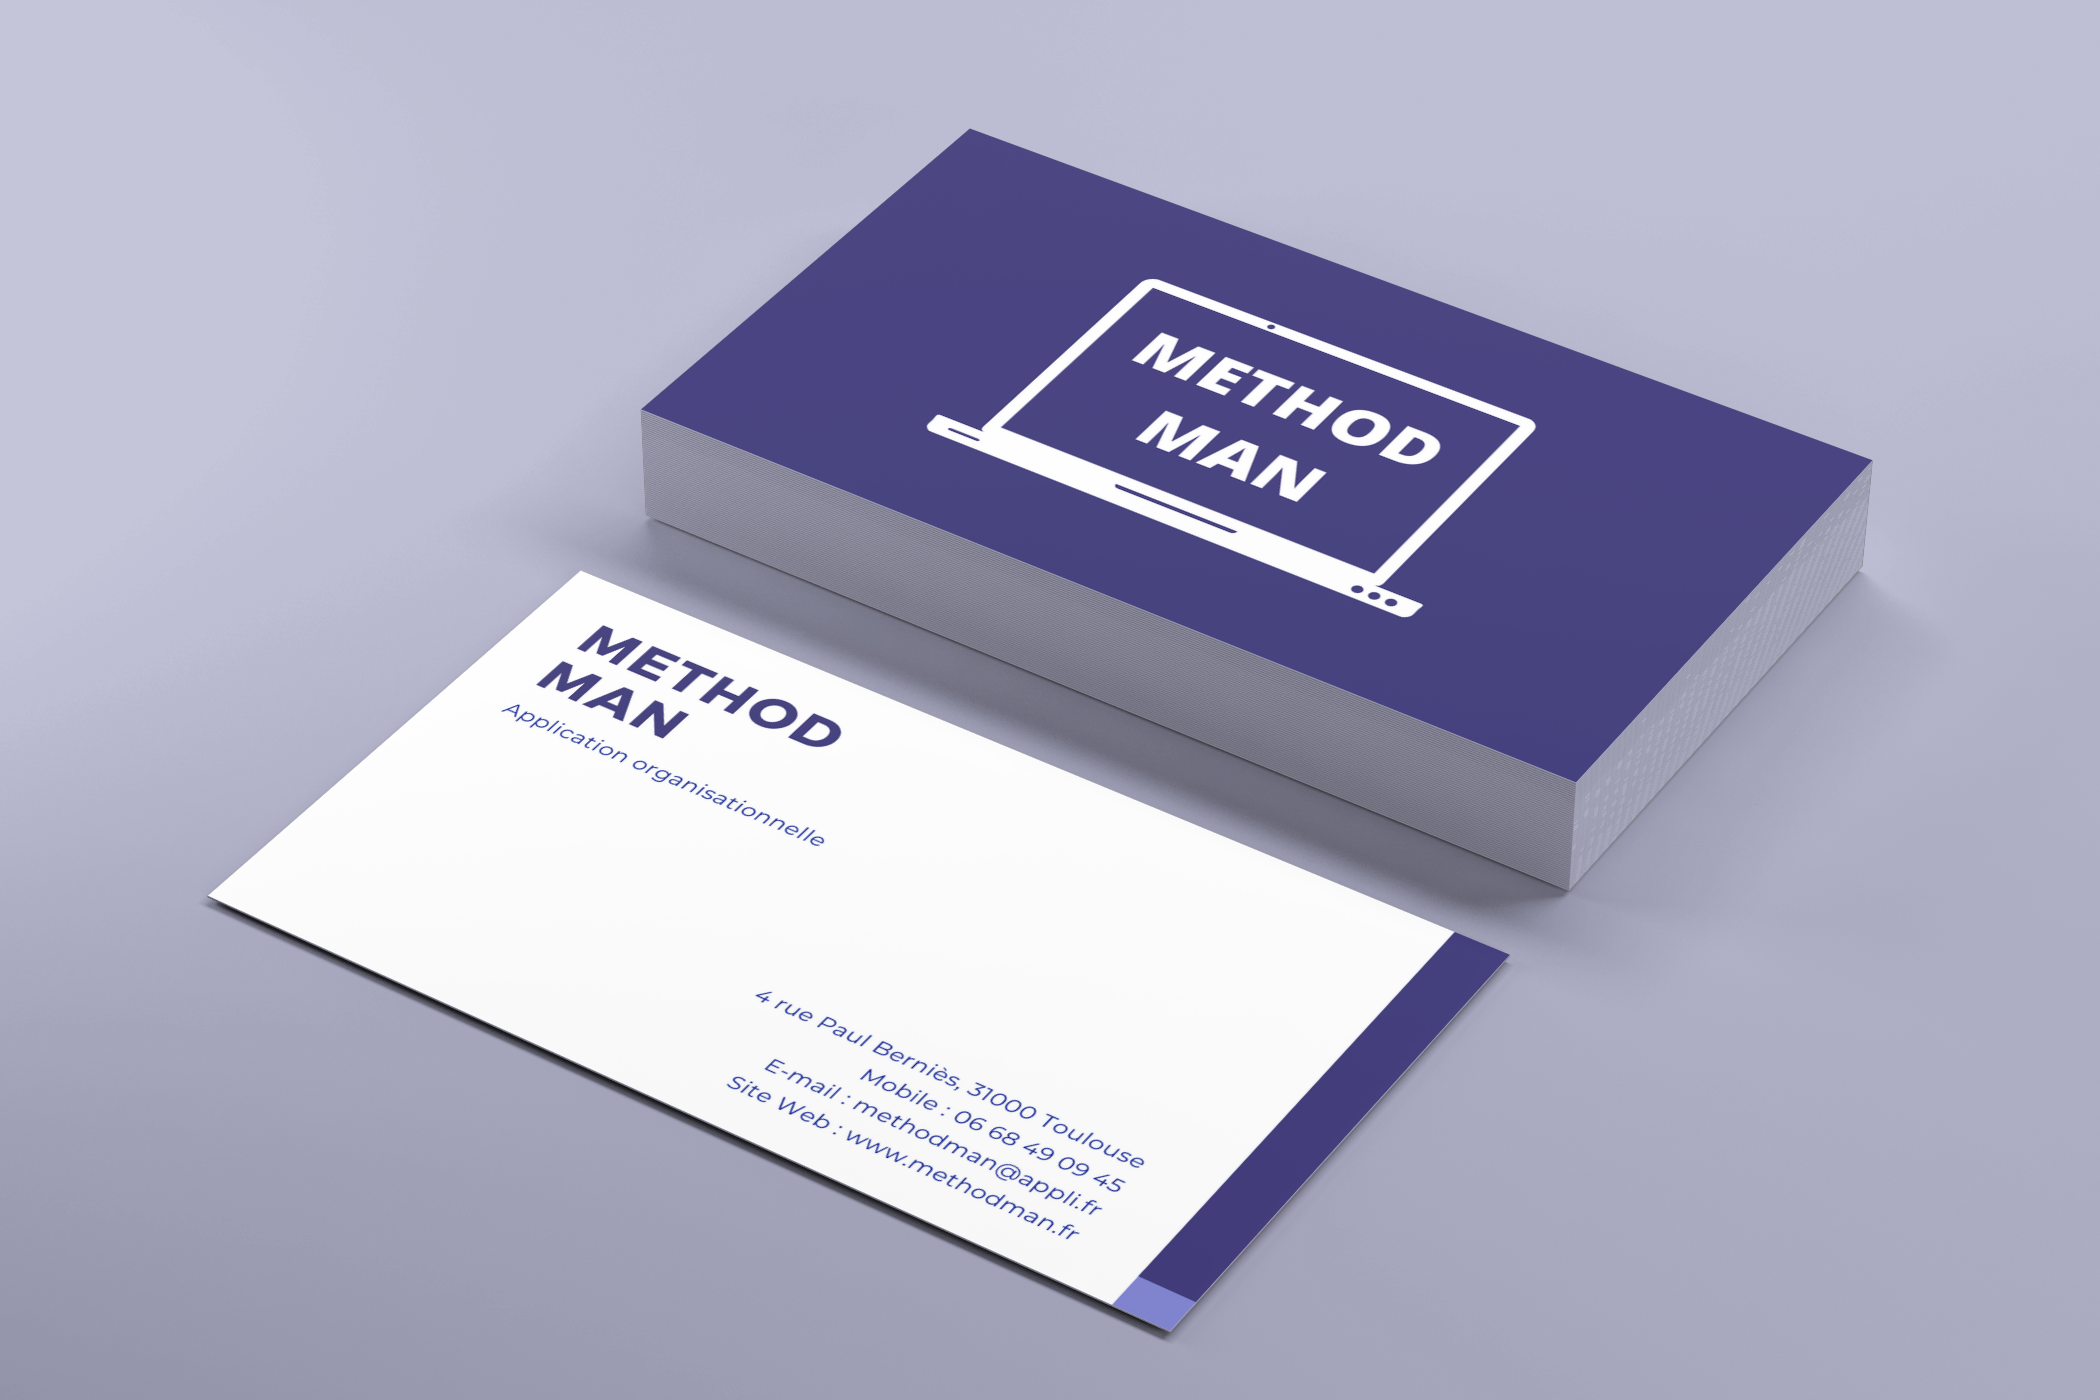 METHOD
MAN
METHOD
MAN
Application organisationnelle
4 rue Paul Berniès, 31000 Toulouse
Mobile : 06 68 49 09 45
E-mail : methodman@appli.fr
Site Web : www.methodman.fr